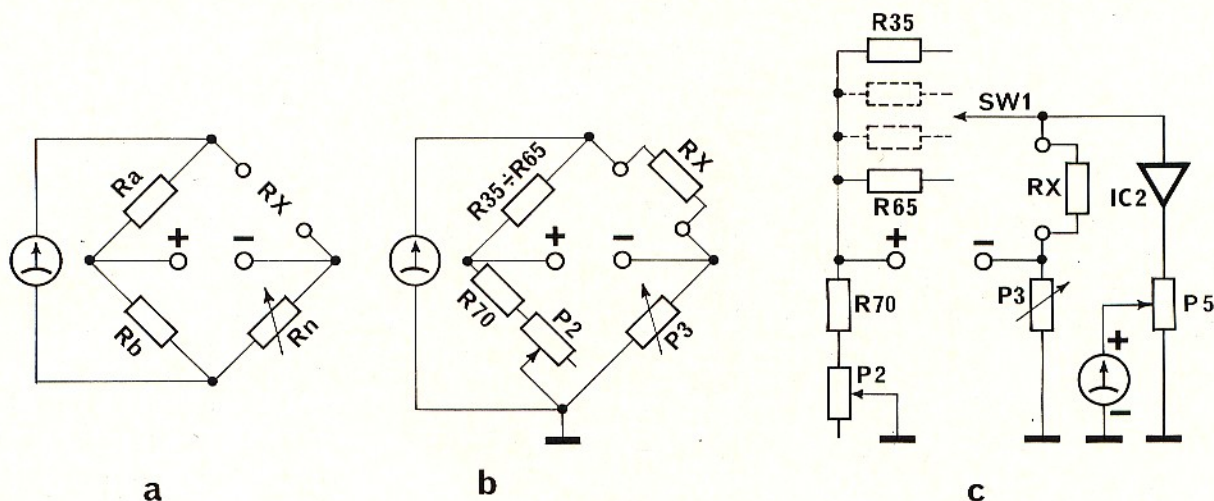 Ra
RX
+
−
Rb
Rn
a
R35÷R65
RX
+
−
R70
P2
P3
b
R35
SW1
R65
RX
IC2
+
−
R70
P3
P5
P2
+
−
c